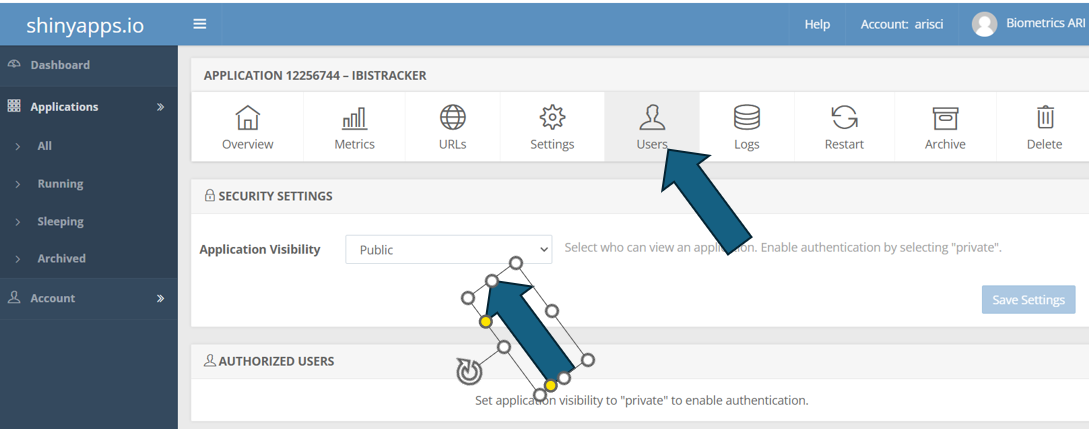 shinyapps.io
Help
Account: arisci
Biometrics ARI
Dashboard
Applications
All
Running
Sleeping
Archived
Account
APPLICATION 12256744 – IBISTRACKER
Overview
Metrics
URLs
Settings
Users
Logs
Restart
Archive
Delete
SECURITY SETTINGS
Application Visibility
Public
Select who can view an application. Enable authentication by selecting "private".
Save Settings
AUTHORIZED USERS
Set application visibility to "private" to enable authentication.